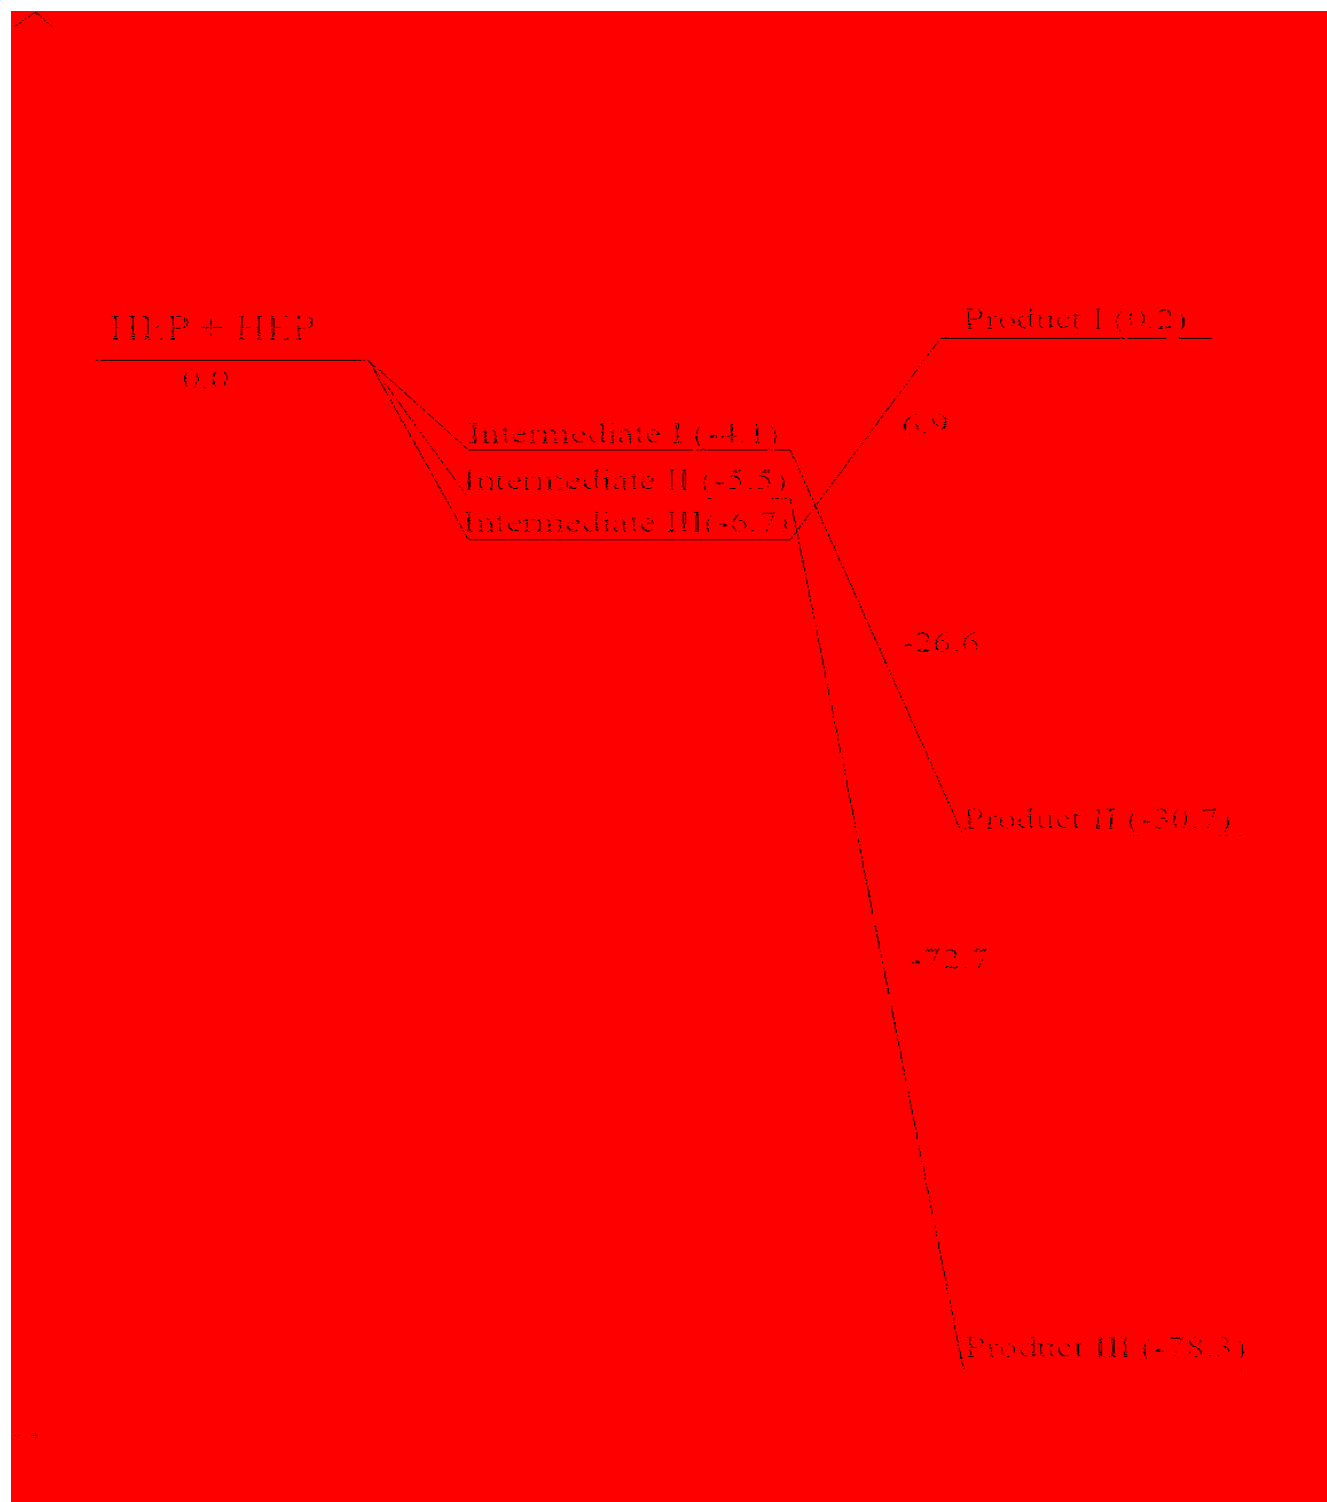 HEP + HEP
0.0
Product I (0.2)
6.9
Intermediate I (-4.1)
Intermediate II (-5.5)
Intermediate III(-6.7)
-26.6
Product II (-30.7)
-72.7
Product III (-78.3)